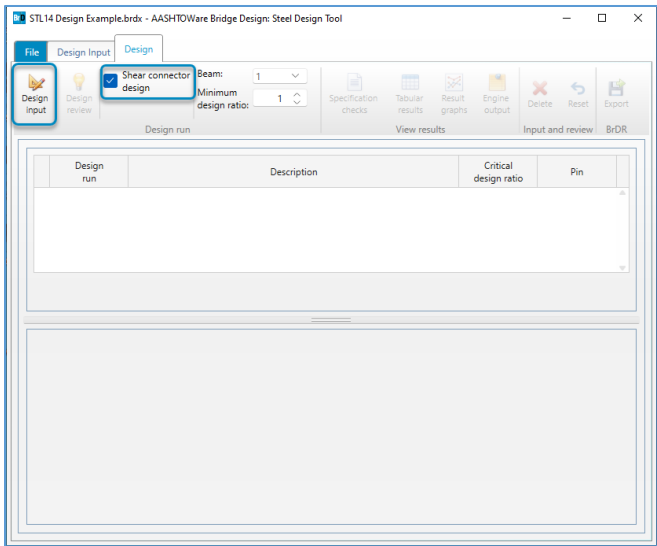 BrD STL14 Design Example.brdx - AASHTOWare Bridge Design: Steel Design Tool
File Design Input Design
Design input
Design review
Shear connector design
Beam: 1
Minimum design ratio: 1
Specification checks
Tabular results
Result graphs
Engine output
Delete
Reset
Export
Design run View results Input and review BrDR
Design run Description Critical design ratio Pin